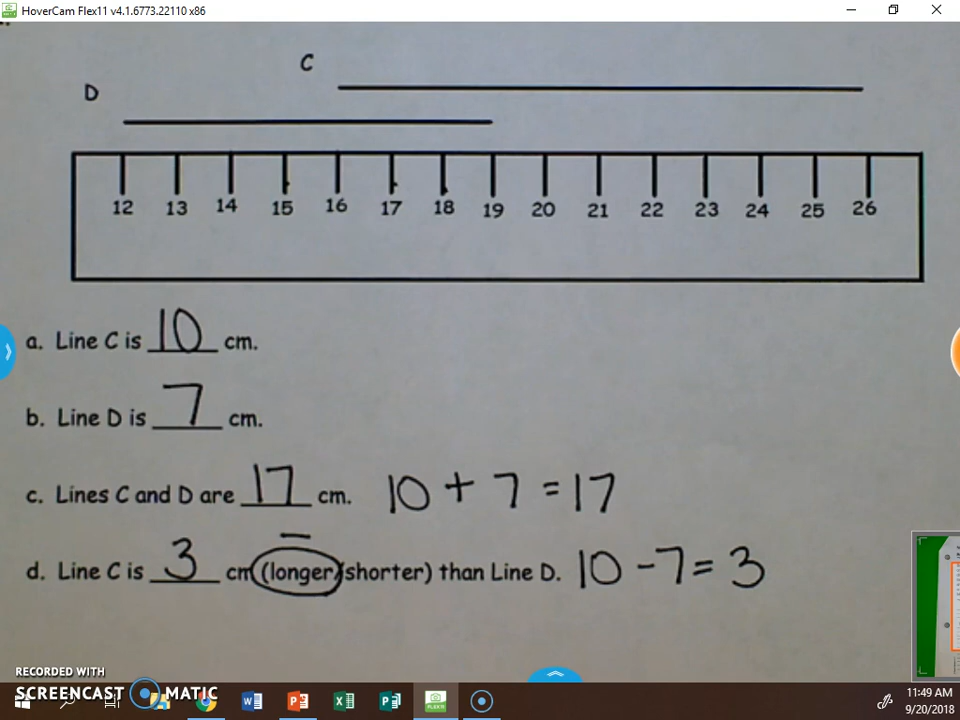 HoverCam Flex11 v4.1.6773.22110 x86
C
D
12 13 14 15 16 17 18 19 20 21 22 23 24 25 26
a. Line C is 10 cm.
b. Line D is 7 cm.
c. Lines C and D are 17 cm. 10 + 7 = 17
d. Line C is 3 cm (longer/shorter) than Line D. 10 - 7 = 3
RECORDED WITH
SCREENCAST MATIC
11:49 AM
9/20/2018